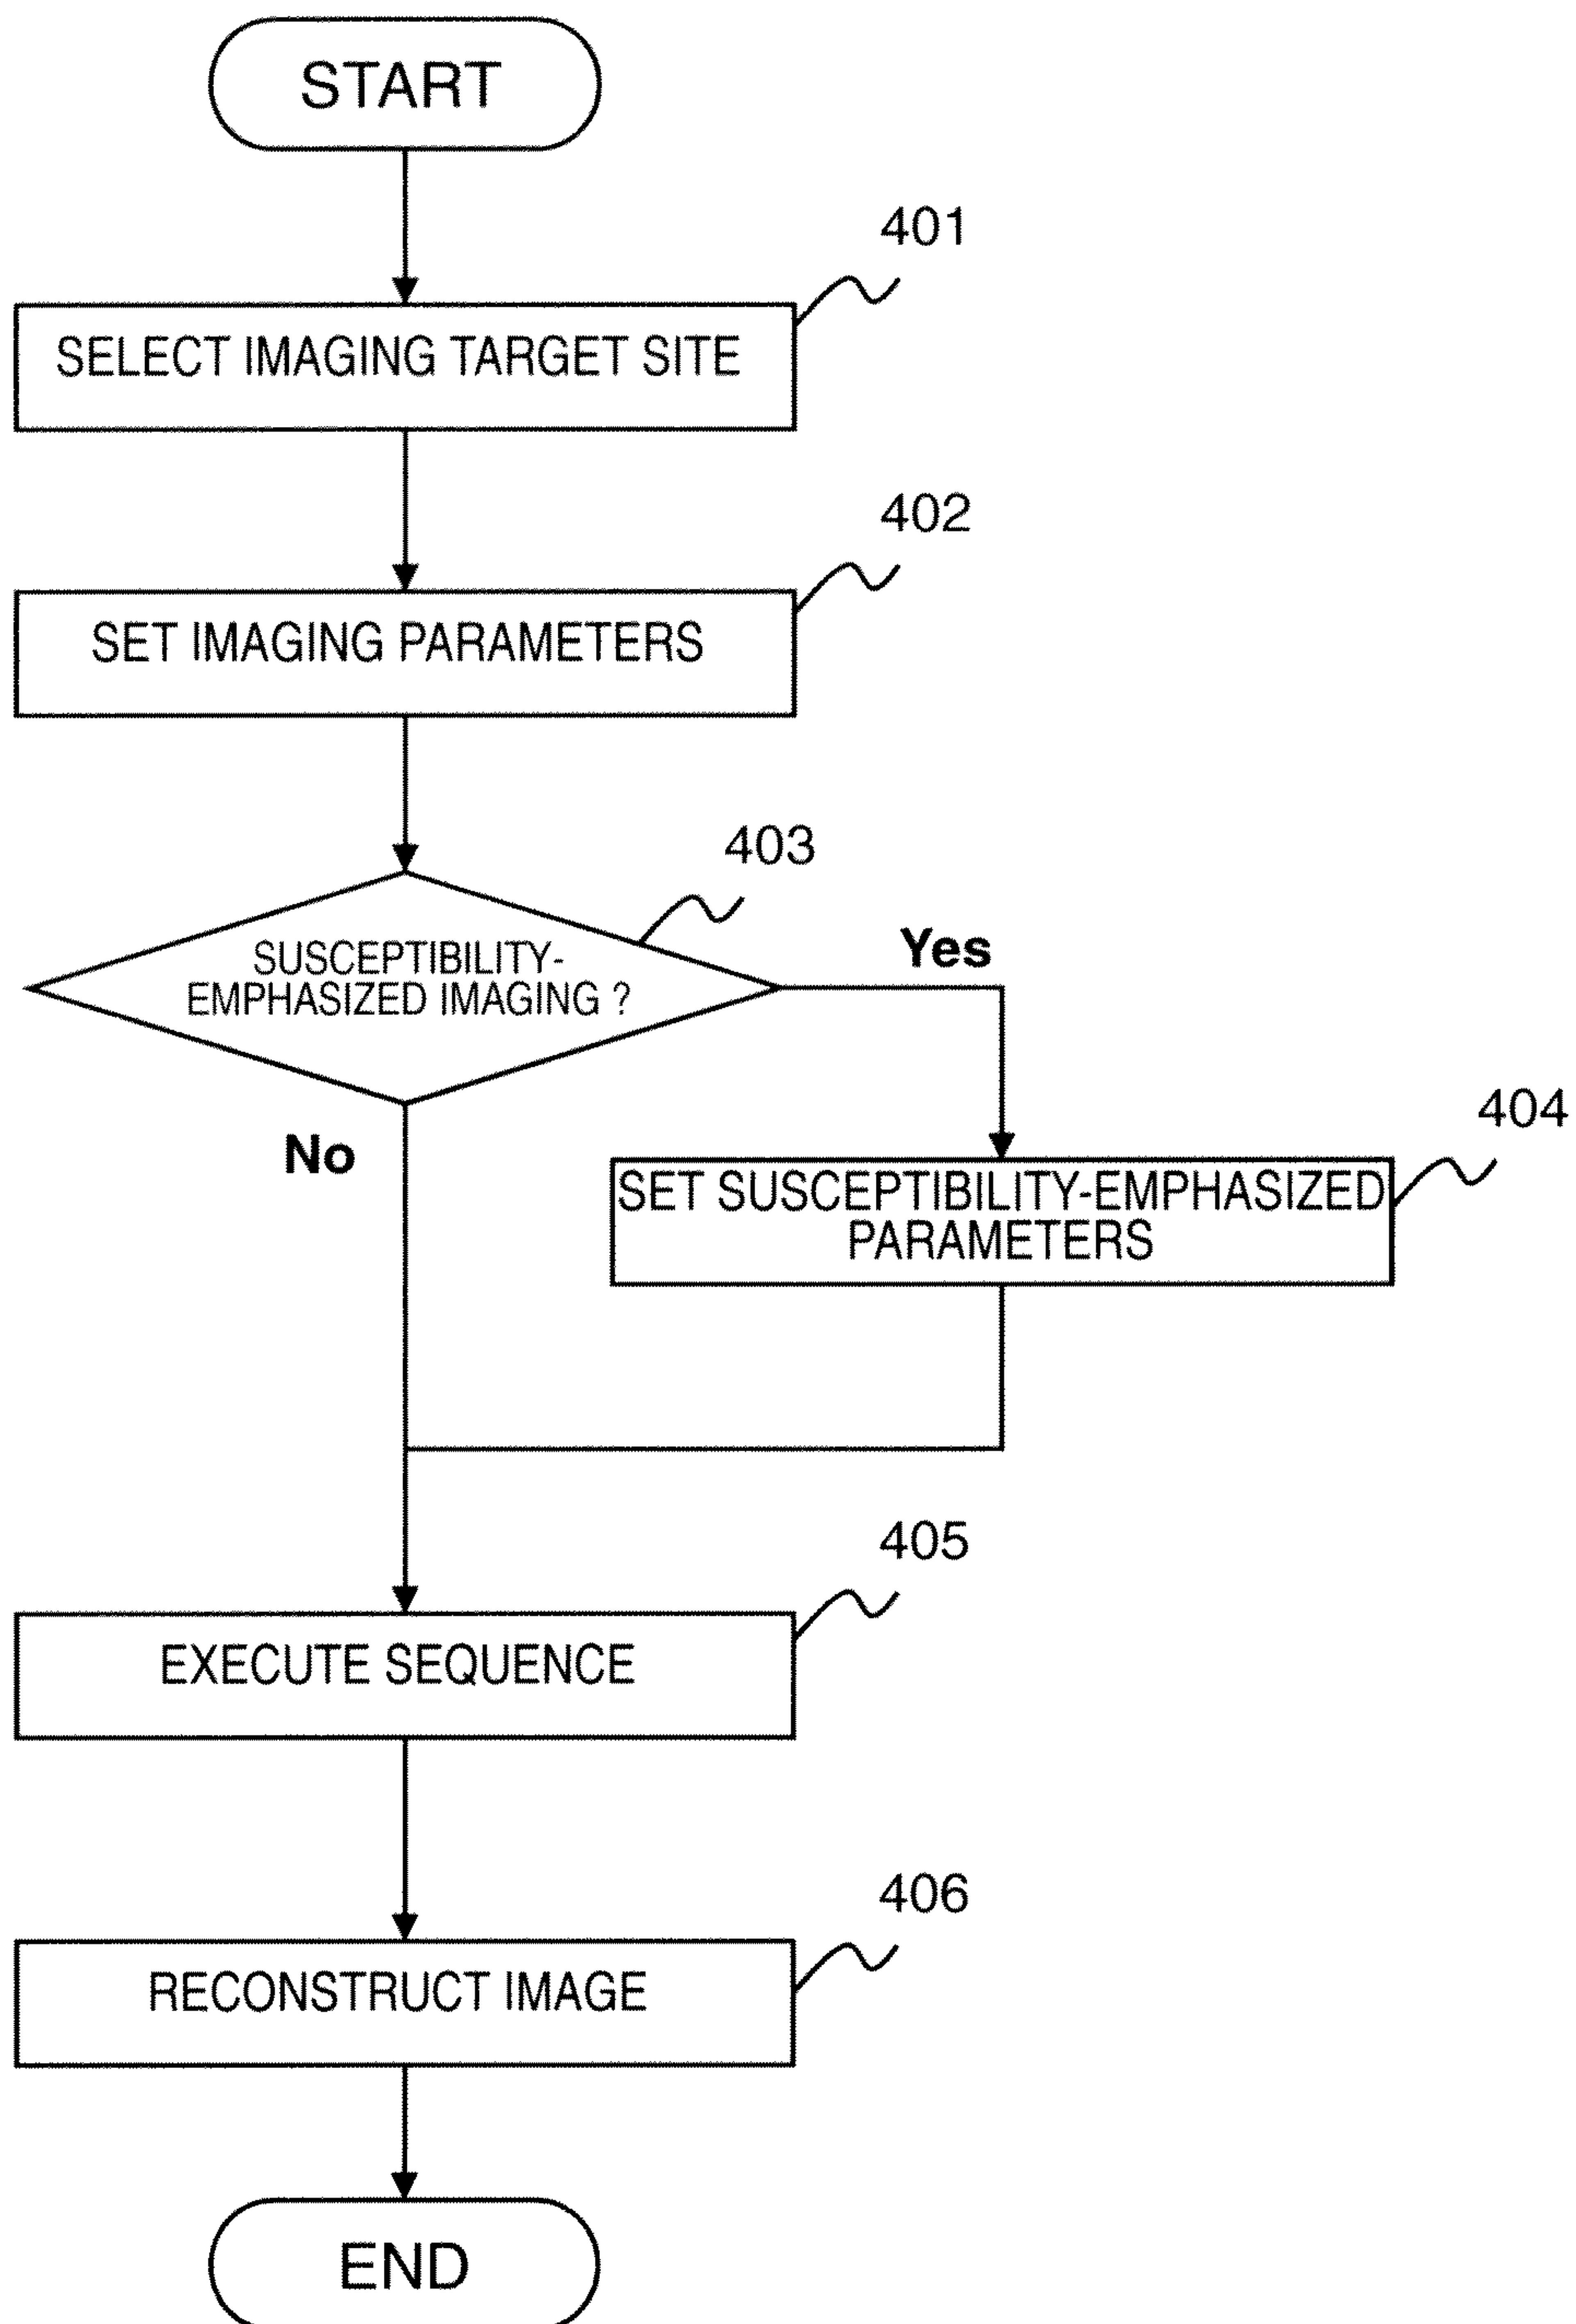 START
401
SELECT IMAGING TARGET SITE
402
SET IMAGING PARAMETERS
403
SUSCEPTIBILITY-
EMPHASIZED IMAGING ?
Yes
No
404
SET SUSCEPTIBILITY-EMPHASIZED
PARAMETERS
405
EXECUTE SEQUENCE
406
RECONSTRUCT IMAGE
END